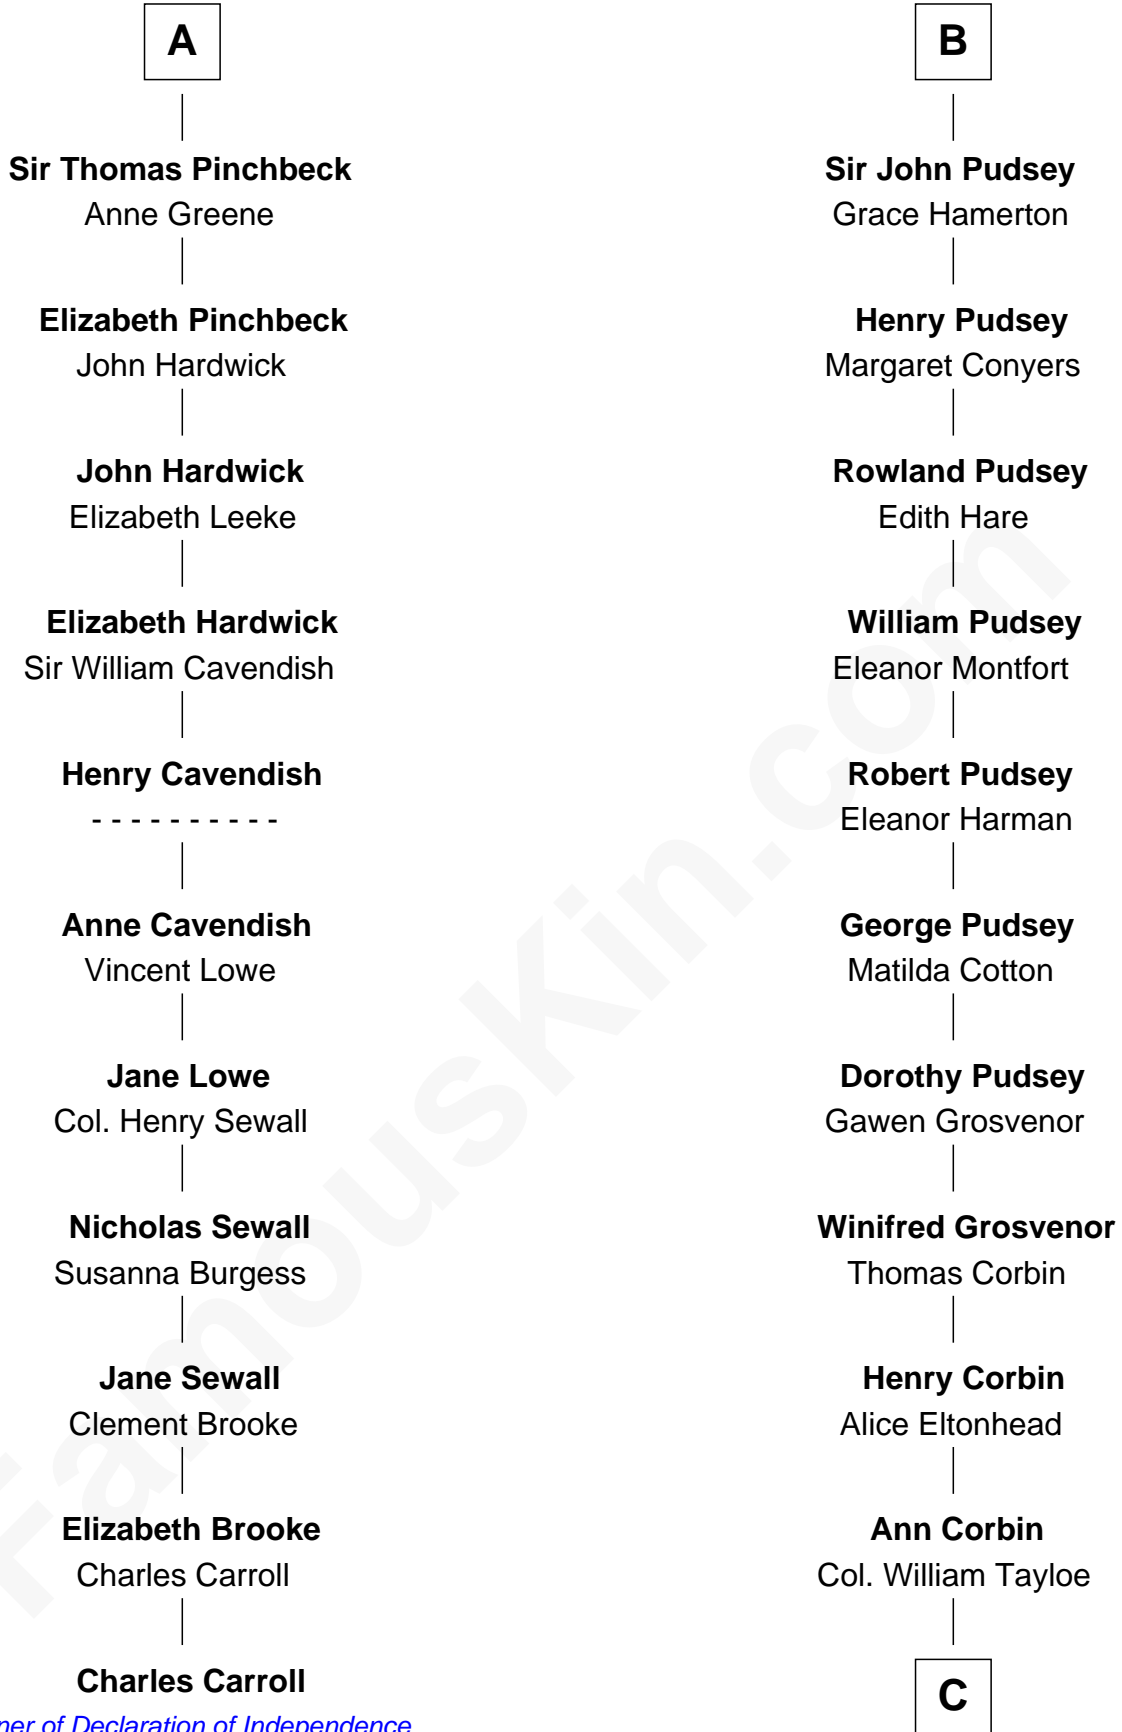 A
Sir Thomas Pinchbeck
Anne Greene
Elizabeth Pinchbeck
John Hardwick
John Hardwick
Elizabeth Leeke
Elizabeth Hardwick
Sir William Cavendish
Henry Cavendish
- - - - - - - - - -
Anne Cavendish
Vincent Lowe
Jane Lowe
Col. Henry Sewall
Nicholas Sewall
Susanna Burgess
Jane Sewall
Clement Brooke
Elizabeth Brooke
Charles Carroll
Charles Carroll
ner of Declaration of Independence
B
Sir John Pudsey
Grace Hamerton
Henry Pudsey
Margaret Conyers
Rowland Pudsey
Edith Hare
William Pudsey
Eleanor Montfort
Robert Pudsey
Eleanor Harman
George Pudsey
Matilda Cotton
Dorothy Pudsey
Gawen Grosvenor
Winifred Grosvenor
Thomas Corbin
Henry Corbin
Alice Eltonhead
Ann Corbin
Col. William Tayloe
C
FamousKin.com